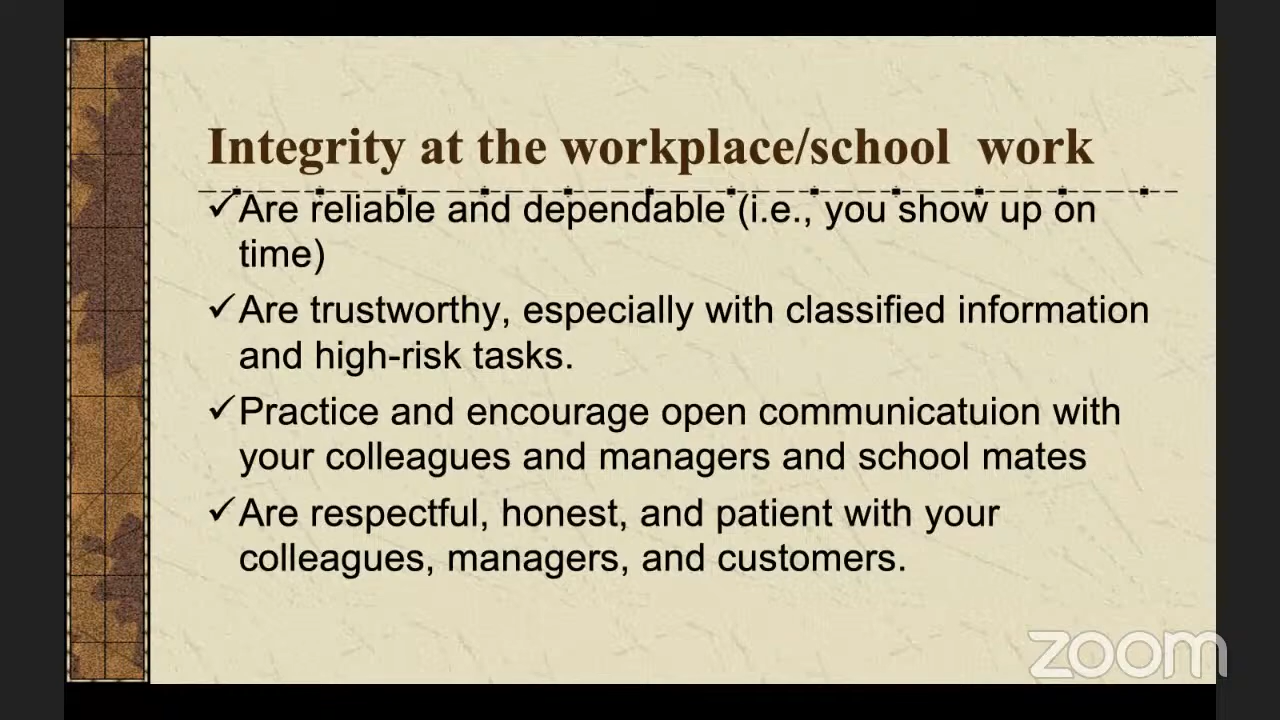 Integrity at the workplace/school  work
✓Are reliable and dependable (i.e., you show up on
time)
✓Are trustworthy, especially with classified information
and high-risk tasks.
✓Practice and encourage open communicatuion with
your colleagues and managers and school mates
✓Are respectful, honest, and patient with your
colleagues, managers, and customers.
zoom